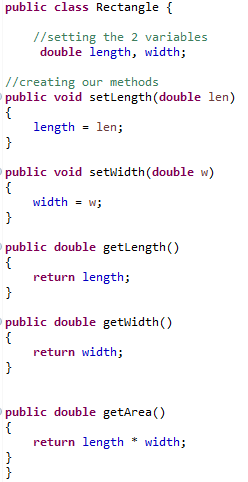 public class Rectangle {
//setting the 2 variables
double length, width;
//creating our methods
public void setLength(double len)
{
length = len;
}
public void setWidth(double w)
{
width = w;
}
public double getLength()
{
return length;
}
public double getWidth()
{
return width;
}
public double getArea()
{
return length * width;
}
}